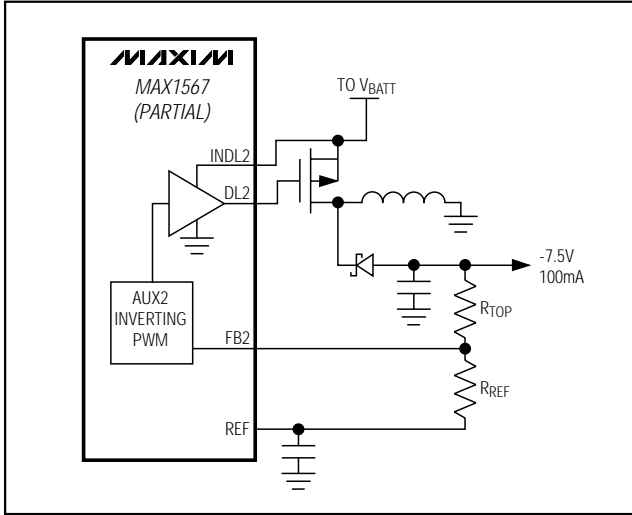 MAXIM
MAX1567
(PARTIAL)
TO VBATT
INDL2
DL2
-7.5V
100mA
AUX2
INVERTING
PWM
RTOP
FB2
RREF
REF